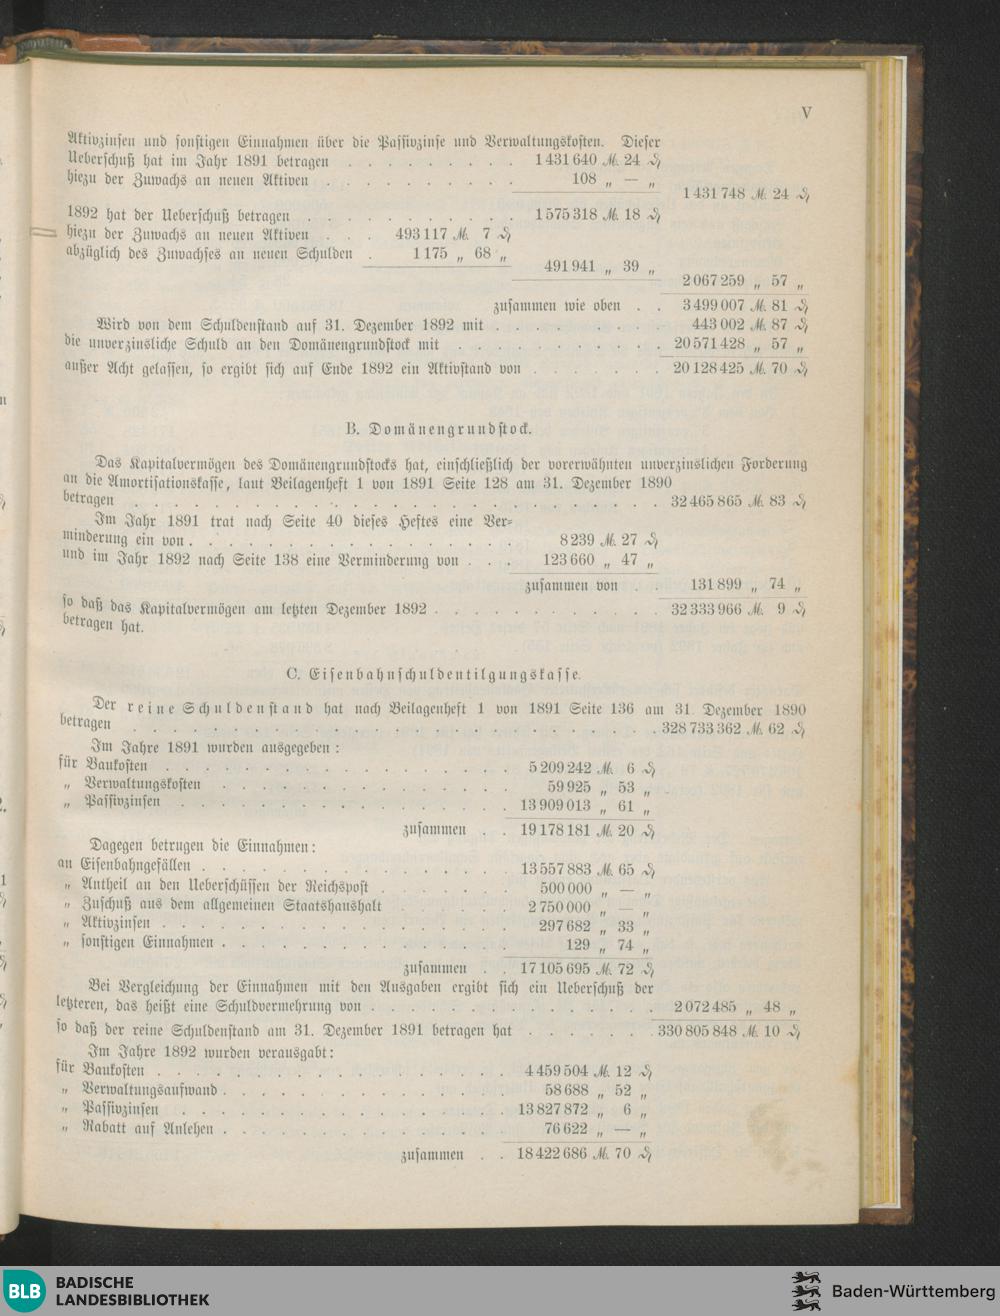 V
Aktivzinsen und sonstigen Einnahmen über die Passivzinse und Verwaltungskosten. Dieser
Ueberschuß hat im Jahr 1891 betragen . . . . . . . . . 1 431 640 ℳ 24 ₰
hiezu der Zuwachs an neuen Aktiven . . . . . . . . . 108 „ — „
1 431 748 ℳ 24 ₰
1892 hat der Ueberschuß betragen . . . . . . . . . . 1 575 318 ℳ 18 ₰
hiezu der Zuwachs an neuen Aktiven . . . 493 117 ℳ 7 ₰
abzüglich des Zuwachses an neuen Schulden . 1 175 „ 68 „
491 941 „ 39 „
2 067 259 „ 57 „
zusammen wie oben . . 3 499 007 ℳ 81 ₰
Wird von dem Schuldenstand auf 31. Dezember 1892 mit . . . . . . . . 443 002 ℳ 87 ₰
die unverzinsliche Schuld an den Domänengrundstock mit . . . . . . . . . . 20 571 428 „ 57 „
außer Acht gelassen, so ergibt sich auf Ende 1892 ein Aktivstand von . . . . . . . 20 128 425 ℳ 70 ₰
B. Domänengrundstock.
Das Kapitalvermögen des Domänengrundstocks hat, einschließlich der vorerwähnten unverzinslichen Forderung
an die Amortisationskasse, laut Beilagenheft 1 von 1891 Seite 128 am 31. Dezember 1890
betragen . . . . . . . . . . . . . . . . . . . . . . . 32 465 865 ℳ 83 ₰
Im Jahr 1891 trat nach Seite 40 dieses Heftes eine Ver-
minderung ein von . . . . . . . . . . . . . . . . 8 239 ℳ 27 ₰
und im Jahr 1892 nach Seite 138 eine Verminderung von . . . 123 660 „ 47 „
zusammen von . . 131 899 „ 74 „
so daß das Kapitalvermögen am letzten Dezember 1892 . . . . . . . . . . 32 333 966 ℳ 9 ₰
betragen hat.
C. Eisenbahnschuldentilgungskasse.
Der reine Schuldenstand hat nach Beilagenheft 1 von 1891 Seite 136 am 31. Dezember 1890
betragen . . . . . . . . . . . . . . . . . . . . . . . 328 733 362 ℳ 62 ₰
Im Jahre 1891 wurden ausgegeben:
für Baukosten . . . . . . . . . . . . . . . . 5 209 242 ℳ 6 ₰
„ Verwaltungskosten . . . . . . . . . . . . . . 59 925 „ 53 „
„ Passivzinsen . . . . . . . . . . . . . . . 13 909 013 „ 61 „
zusammen . . 19 178 181 ℳ 20 ₰
Dagegen betrugen die Einnahmen:
an Eisenbahngefällen . . . . . . . . . . . . . . . 13 557 883 ℳ 65 ₰
„ Antheil an den Ueberschüssen der Reichspost . . . . . . 500 000 „ — „
„ Zuschuß aus dem allgemeinen Staatshaushalt . . . . . . 2 750 000 „ — „
„ Aktivzinsen . . . . . . . . . . . . . . . . . 297 682 „ 33 „
„ sonstigen Einnahmen . . . . . . . . . . . . . . 129 „ 74 „
zusammen . . 17 105 695 ℳ 72 ₰
Bei Vergleichung der Einnahmen mit den Ausgaben ergibt sich ein Ueberschuß der
letzteren, das heißt eine Schuldvermehrung von . . . . . . . . . . . . . 2 072 485 „ 48 „
so daß der reine Schuldenstand am 31. Dezember 1891 betragen hat . . . . . . 330 805 848 ℳ 10 ₰
Im Jahre 1892 wurden verausgabt:
für Baukosten . . . . . . . . . . . . . . . . . 4 459 504 ℳ 12 ₰
„ Verwaltungsaufwand . . . . . . . . . . . . . . 58 688 „ 52 „
„ Passivzinsen . . . . . . . . . . . . . . . 13 827 872 „ 6 „
„ Rabatt auf Anlehen . . . . . . . . . . . . . . 76 622 „ — „
zusammen . . 18 422 686 ℳ 70 ₰
BLB BADISCHE
LANDESBIBLIOTHEK
Baden-Württemberg